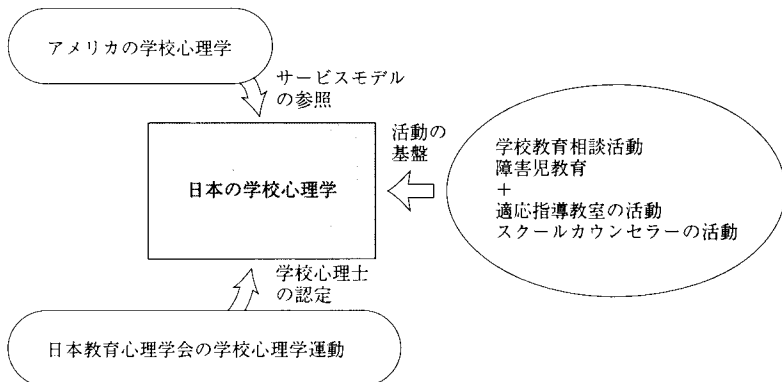 アメリカの学校心理学
サービスモデル
の参照
活動の
基盤
学校教育相談活動
障害児教育
+
適応指導教室の活動
スクールカウンセラーの活動
日本の学校心理学
学校心理士
の認定
日本教育心理学会の学校心理学運動